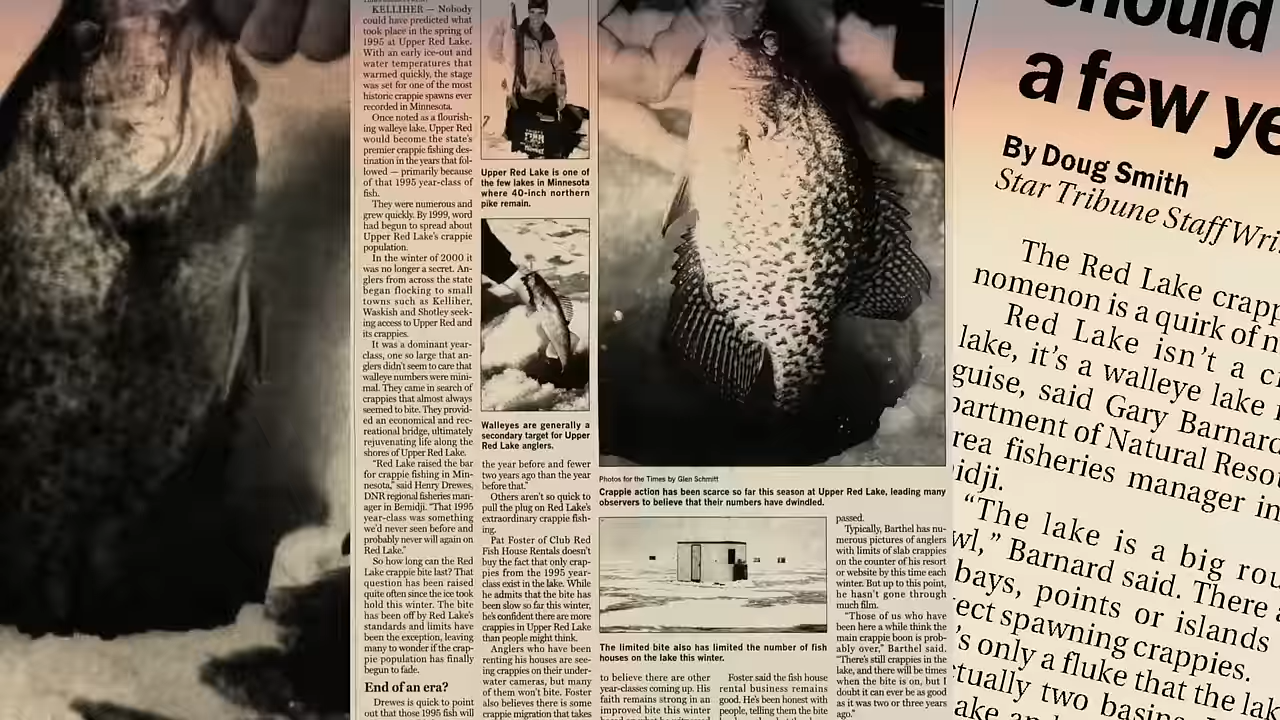 KELLIHER — Nobody
could have predicted what
took place in the spring of
1995 at Upper Red Lake.
With an early ice-out and
water temperatures that
warmed quickly, the stage
was set for one of the most
historic crappie spawns ever
recorded in Minnesota.
Once noted as a flourish-
ing walleye lake, Upper Red
would become the state's
premier crappie fishing des-
tination in the years that fol-
lowed — primarily because
of that 1995 year-class of
fish.
They were numerous and
grew quickly. By 1999, word
had begun to spread about
Upper Red Lake's crappie
population.
In the winter of 2000 it
was no longer a secret. An-
glers from across the state
began flocking to small
towns such as Kelliher,
Waskish and Shotley seek-
ing access to Upper Red and
its crappies.
It was a dominant year-
class, one so large that an-
glers didn't seem to care that
walleye numbers were mini-
mal. They came in search of
crappies that almost always
seemed to bite. They provid-
ed an economical and rec-
reational bridge, ultimately
rejuvenating life along the
shores of Upper Red Lake.
"Red Lake raised the bar
for crappie fishing in Min-
nesota," said Henry Drewes,
DNR regional fisheries man-
ager in Bemidji. "That 1995
year-class was something
we'd never seen before and
probably never will again on
Red Lake."
So how long can the Red
Lake crappie bite last? That
question has been raised
quite often since the ice took
hold this winter. The bite
has been off by Red Lake's
standards and limits have
been the exception, leaving
many to wonder if the crap-
pie population has finally
begun to fade.
End of an era?
Drewes is quick to point
out that those 1995 fish will
Upper Red Lake is one of
the few lakes in Minnesota
where 40-inch northern
pike remain.
Walleyes are generally a
secondary target for Upper
Red Lake anglers.
the year before and fewer
two years ago than the year
before that."
Others aren't so quick to
pull the plug on Red Lake's
extraordinary crappie fish-
ing.
Pat Foster of Club Red
Fish House Rentals doesn't
buy the fact that only crap-
pies from the 1995 year-
class exist in the lake. While
he admits that the bite has
been slow so far this winter,
he's confident there are more
crappies in Upper Red Lake
than people might think.
Anglers who have been
renting his houses are see-
ing crappies on their under-
water cameras, but many
of them won't bite. Foster
also believes there is some
crappie migration that takes
Photos for the Times by Glen Schmitt
Crappie action has been scarce so far this season at Upper Red Lake, leading many
observers to believe that their numbers have dwindled.
The limited bite also has limited the number of fish
houses on the lake this winter.
to believe there are other
year-classes coming up. His
faith remains strong in an
improved bite this winter
Foster said the fish house
rental business remains
good. He's been honest with
people, telling them the bite
passed.
Typically, Barthel has nu-
merous pictures of anglers
with limits of slab crappies
on the counter of his resort
or website by this time each
winter. But up to this point,
he hasn't gone through
much film.
"Those of us who have
been here a while think the
main crappie boon is prob-
ably over," Barthel said.
"There's still crappies in the
lake, and there will be times
when the bite is on, but I
doubt it can ever be as good
as it was two or three years
ago."
should
a few ye
By Doug Smith
Star Tribune Staff Wri
The Red Lake crapp
nomenon is a quirk of n
Red Lake isn't a c
lake, it's a walleye lake
guise, said Gary Barnard
partment of Natural Resou
rea fisheries manager in
idji.
"The lake is a big rou
wl," Barnard said. There
bays, points or islands
ect spawning crappies.
's only a fluke that the lak
tually two basin